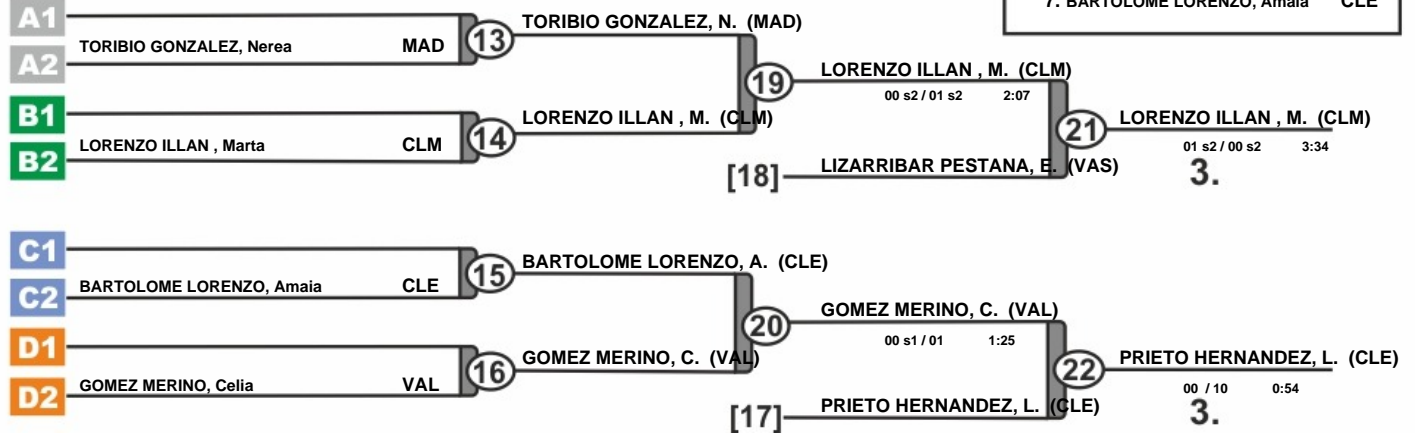 7. BARTOLOME LORENZO, Amaia CLE
A1
TORIBIO GONZALEZ, Nerea MAD
A2
13
TORIBIO GONZALEZ, N. (MAD)
B1
LORENZO ILLAN , Marta CLM
B2
14
LORENZO ILLAN , M. (CLM)
19
LORENZO ILLAN , M. (CLM)
00 s2 / 01 s2 2:07
[18]
LIZARRIBAR PESTANA, E. (VAS)
21
LORENZO ILLAN , M. (CLM)
01 s2 / 00 s2 3:34
3.
C1
BARTOLOME LORENZO, Amaia CLE
C2
15
BARTOLOME LORENZO, A. (CLE)
D1
GOMEZ MERINO, Celia VAL
D2
16
GOMEZ MERINO, C. (VAL)
20
GOMEZ MERINO, C. (VAL)
00 s1 / 01 1:25
[17]
PRIETO HERNANDEZ, L. (CLE)
22
PRIETO HERNANDEZ, L. (CLE)
00 / 10 0:54
3.